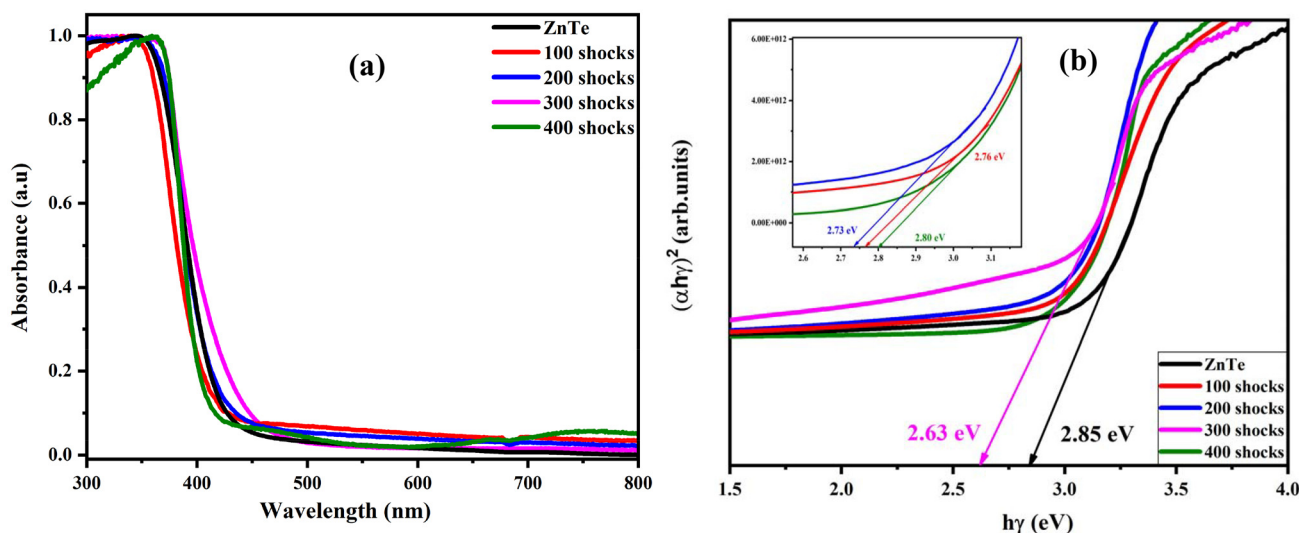 (a)
ZnTe
100 shocks
200 shocks
300 shocks
400 shocks
Absorbance (a.u)
1.0
0.8
0.6
0.4
0.2
0.0
300 400 500 600 700 800
Wavelength (nm)
(b)
(αhγ)² (arb.units)
6.00E+012
4.00E+012
2.00E+012
0.00E+000
2.76 eV
2.73 eV
2.80 eV
2.6 2.7 2.8 2.9 3.0 3.1
2.63 eV
2.85 eV
ZnTe
100 shocks
200 shocks
300 shocks
400 shocks
1.5 2.0 2.5 3.0 3.5 4.0
hγ (eV)